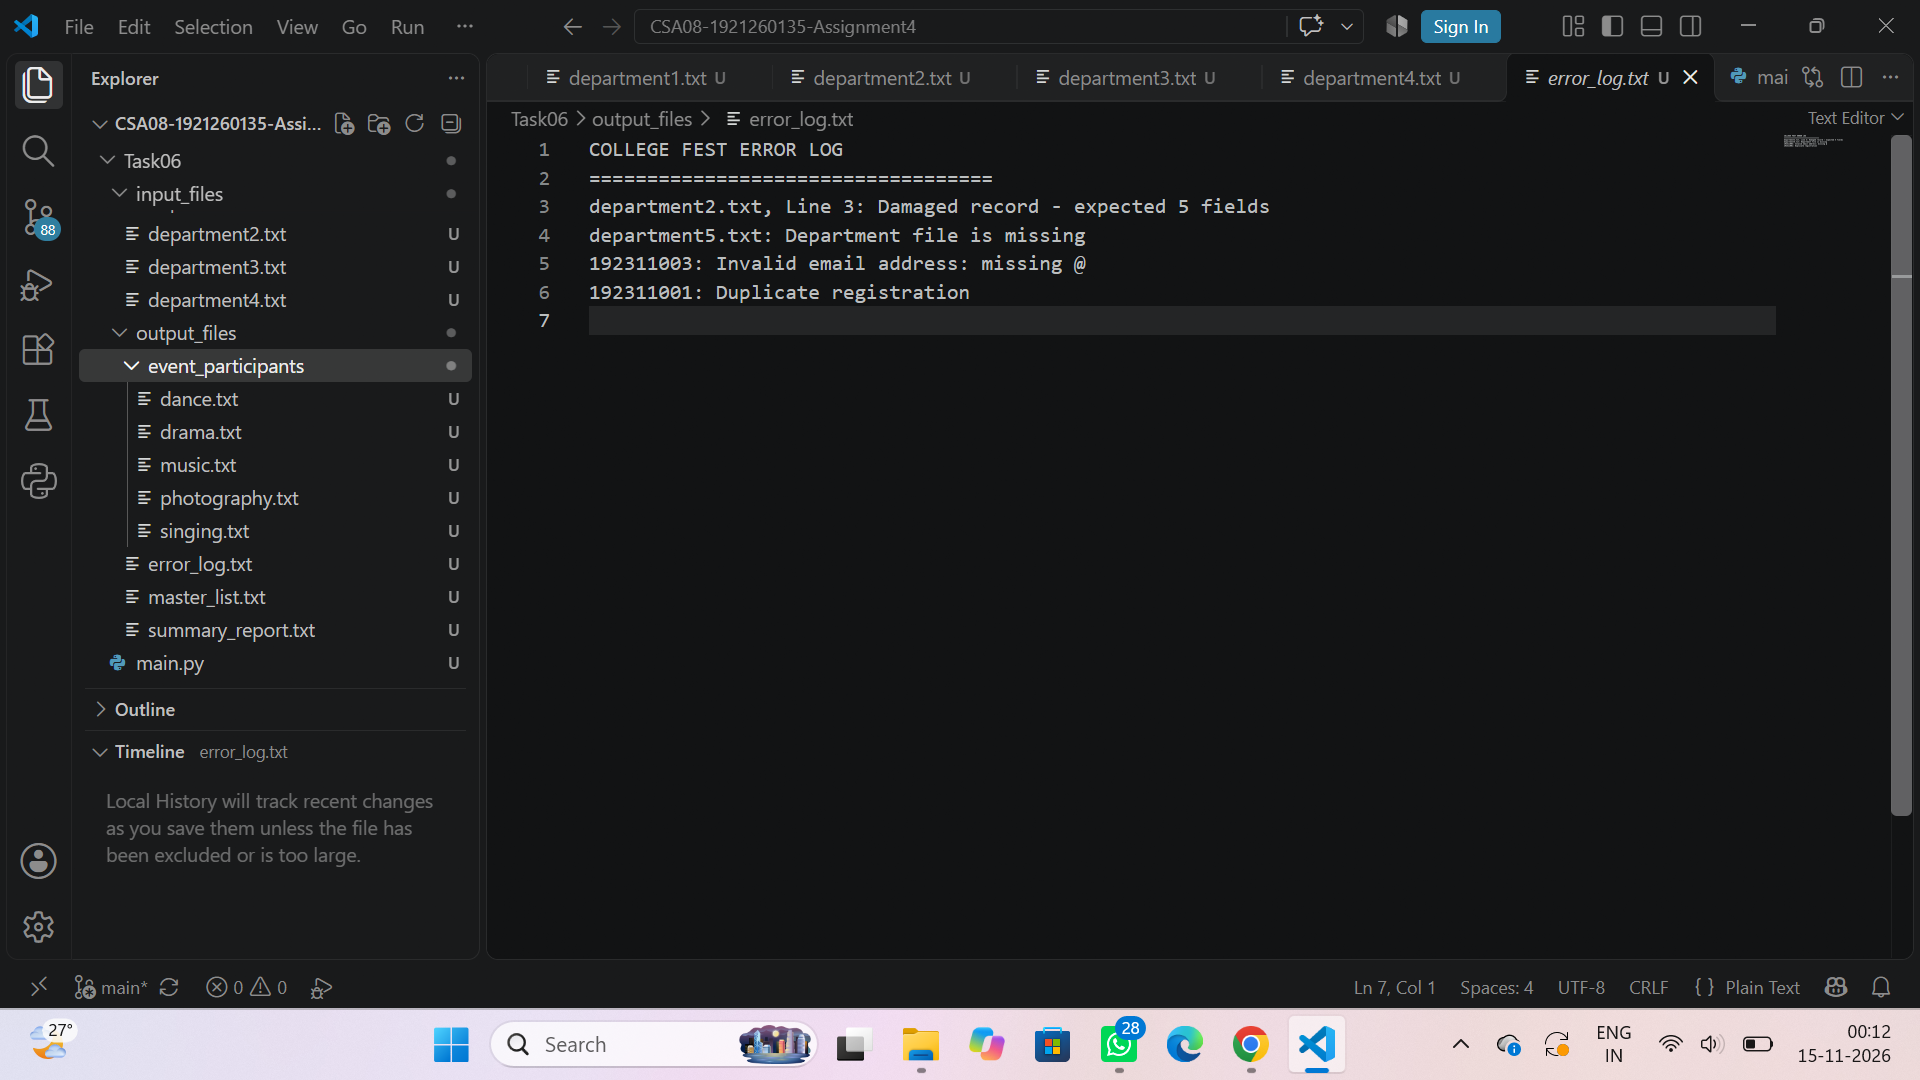 File Edit Selection View Go Run ···
CSA08-1921260135-Assignment4
Sign In
Explorer
CSA08-1921260135-Assi...
Task06
input_files
department2.txt U
department3.txt U
department4.txt U
output_files
event_participants
dance.txt U
drama.txt U
music.txt U
photography.txt U
singing.txt U
error_log.txt U
master_list.txt U
summary_report.txt U
main.py U
Outline
Timeline error_log.txt
Local History will track recent changes
as you save them unless the file has
been excluded or is too large.
88
department1.txt U department2.txt U department3.txt U department4.txt U error_log.txt U mai
Task06 > output_files > error_log.txt
Text Editor
1 COLLEGE FEST ERROR LOG
2 ===================================
3 department2.txt, Line 3: Damaged record - expected 5 fields
4 department5.txt: Department file is missing
5 192311003: Invalid email address: missing @
6 192311001: Duplicate registration
7
main* 0 0
Ln 7, Col 1 Spaces: 4 UTF-8 CRLF { } Plain Text
27°
Search
28
ENG
IN
00:12
15-11-2026